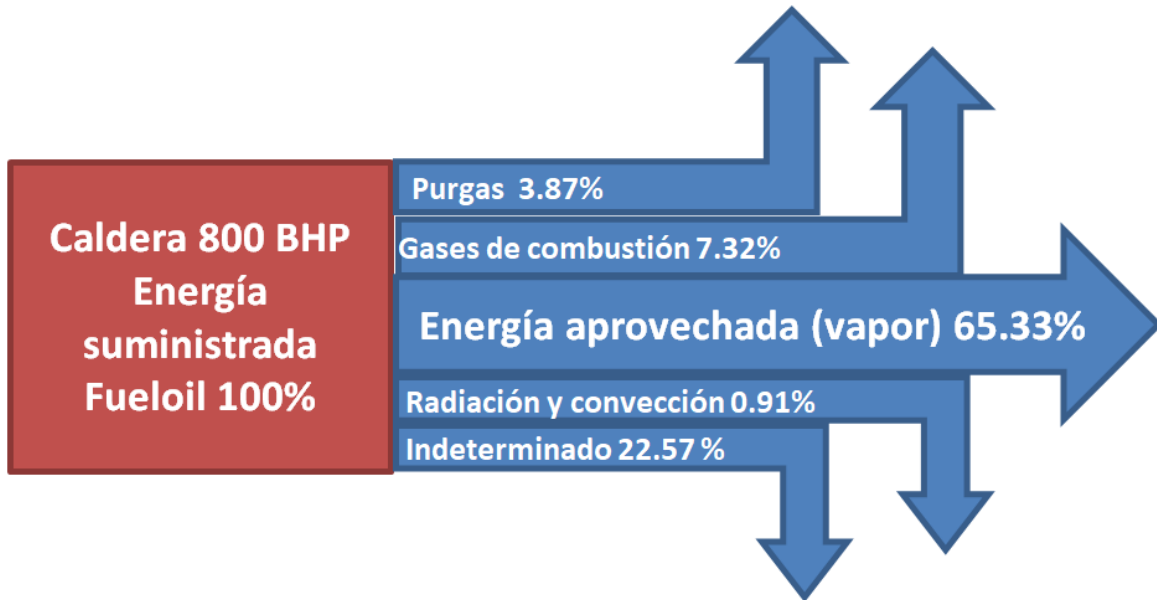 Caldera 800 BHP
Energía
suministrada
Fueloil 100%
Purgas 3.87%
Gases de combustión 7.32%
Energía aprovechada (vapor) 65.33%
Radiación y convección 0.91%
Indeterminado 22.57 %